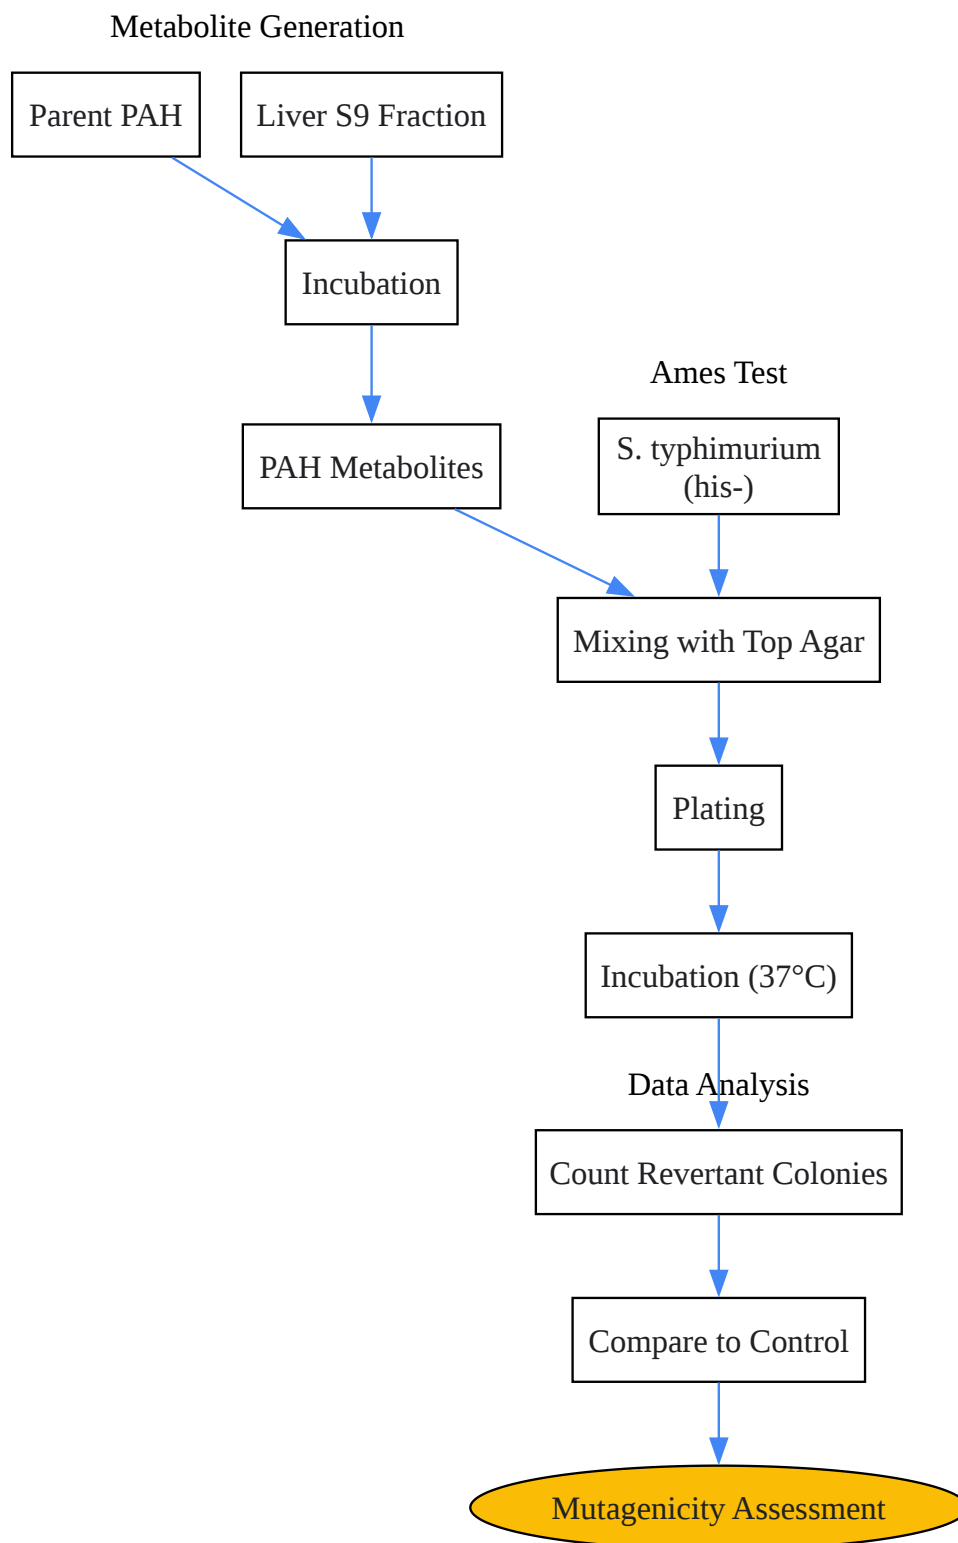 Metabolite Generation
Parent PAH
Liver S9 Fraction
Incubation
PAH Metabolites
Ames Test
S. typhimurium
(his-)
Mixing with Top Agar
Plating
Incubation (37°C)
Data Analysis
Count Revertant Colonies
Compare to Control
Mutagenicity Assessment